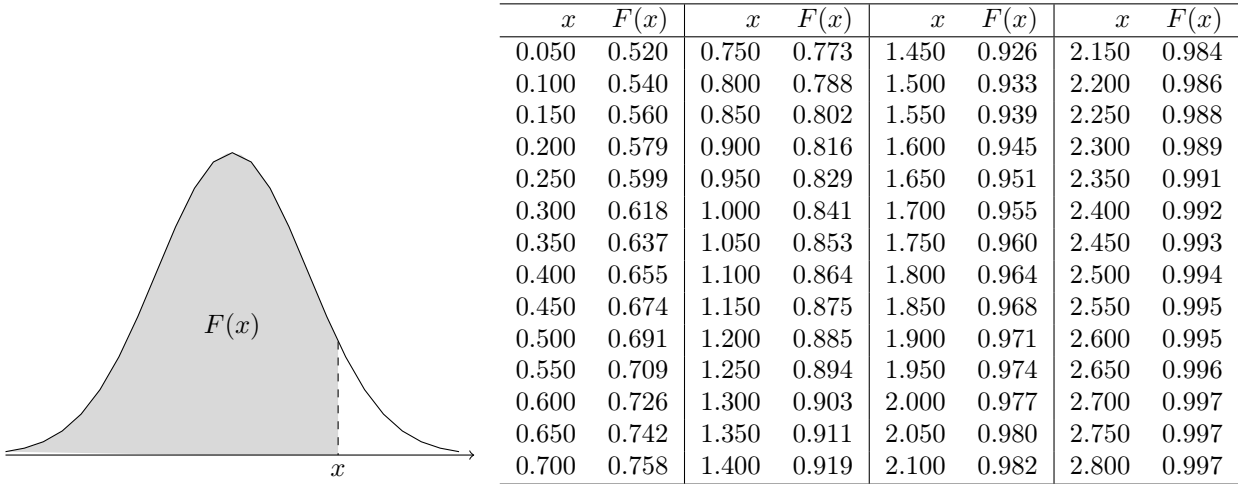 x F(x) x F(x) x F(x) x F(x)
0.050 0.520 0.750 0.773 1.450 0.926 2.150 0.984
0.100 0.540 0.800 0.788 1.500 0.933 2.200 0.986
0.150 0.560 0.850 0.802 1.550 0.939 2.250 0.988
0.200 0.579 0.900 0.816 1.600 0.945 2.300 0.989
0.250 0.599 0.950 0.829 1.650 0.951 2.350 0.991
0.300 0.618 1.000 0.841 1.700 0.955 2.400 0.992
0.350 0.637 1.050 0.853 1.750 0.960 2.450 0.993
0.400 0.655 1.100 0.864 1.800 0.964 2.500 0.994
0.450 0.674 1.150 0.875 1.850 0.968 2.550 0.995
0.500 0.691 1.200 0.885 1.900 0.971 2.600 0.995
0.550 0.709 1.250 0.894 1.950 0.974 2.650 0.996
0.600 0.726 1.300 0.903 2.000 0.977 2.700 0.997
0.650 0.742 1.350 0.911 2.050 0.980 2.750 0.997
0.700 0.758 1.400 0.919 2.100 0.982 2.800 0.997
F(x)
x